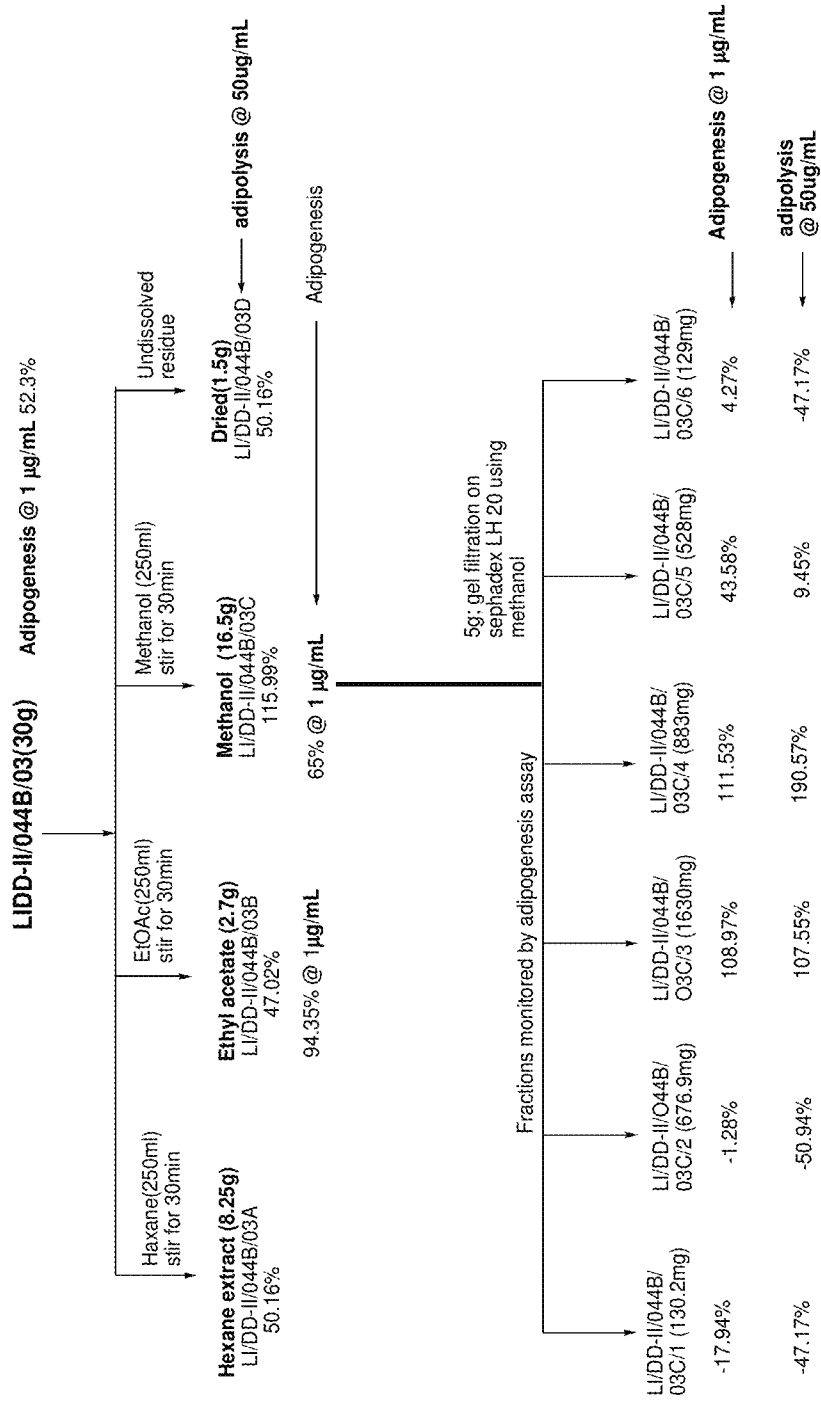 LIDD-II/044B/03(30g)
Adipogenesis @ 1 µg/mL 52.3%
Haxane(250ml)
stir for 30min
EtOAc(250ml)
stir for 30min
Methanol (250ml)
stir for 30min
Undissolved
residue
Hexane extract (8.25g)
LI/DD-II/044B/03A
50.16%
Ethyl acetate (2.7g)
LI/DD-II/044B/03B
47.02%
94.35% @ 1µg/mL
Methanol (16.5g)
LI/DD-II/044B/03C
115.99%
65% @ 1 µg/mL
Dried(1.5g)
LI/DD-II/044B/03D
50.16%
adipolysis @ 50ug/mL
Adipogenesis
Fractions monitored by adipogenesis assay
5g; gel filtration on
sephadex LH 20 using
methanol
LI/DD-II/044B/
03C/1 (130.2mg)
-17.94%
-47.17%
LI/DD-II/O44B/
03C/2 (676.9mg)
-1.28%
-50.94%
LI/DD-II/044B/
O3C/3 (1630mg)
108.97%
107.55%
LI/DD-II/044B/
03C/4 (883mg)
111.53%
190.57%
LI/DD-II/044B/
03C/5 (528mg)
43.58%
9.45%
LI/DD-II/044B/
03C/6 (129mg)
4.27%
-47.17%
Adipogenesis @ 1 µg/mL
adipolysis
@ 50ug/mL